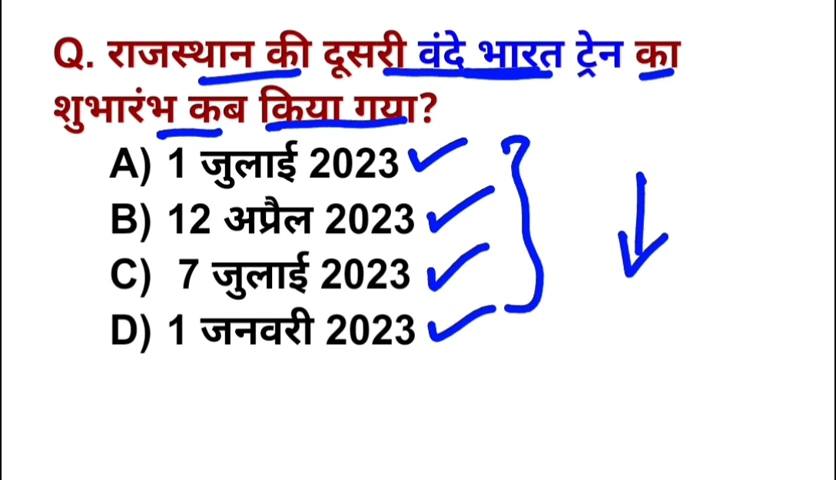 Q. राजस्थान की दूसरी वंदे भारत ट्रेन का
शुभारंभ कब किया गया?
A) 1 जुलाई 2023
B) 12 अप्रैल 2023
C) 7 जुलाई 2023
D) 1 जनवरी 2023